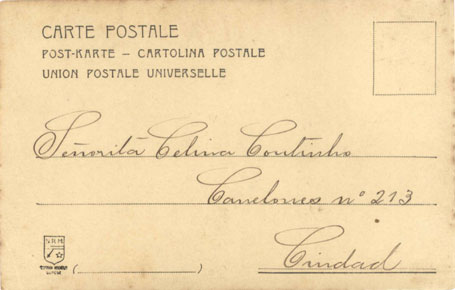 CARTE POSTALE
POST-KARTE – CARTOLINA POSTALE
UNION POSTALE UNIVERSELLE
Señorita Celina Coutinho
Canelones nº 213
Ciudad